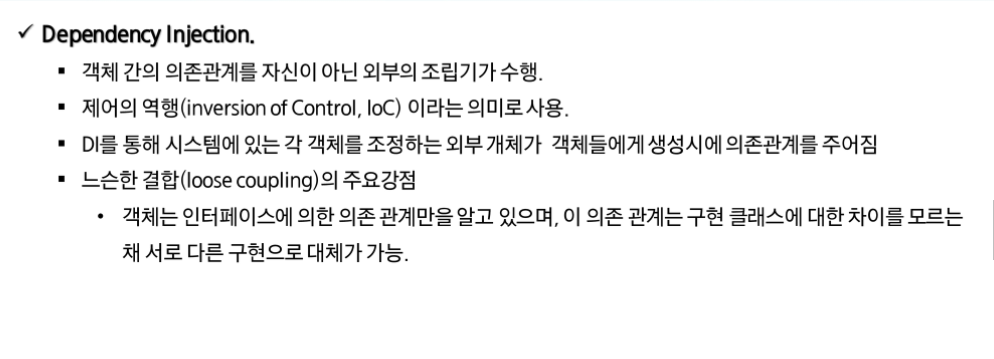 ✓ Dependency Injection.
▪ 객체 간의 의존관계를 자신이 아닌 외부의 조립기가 수행.
▪ 제어의 역행(inversion of Control, IoC) 이라는 의미로 사용.
▪ DI를 통해 시스템에 있는 각 객체를 조정하는 외부 개체가 객체들에게 생성시에 의존관계를 주어짐
▪ 느슨한 결합(loose coupling)의 주요강점
• 객체는 인터페이스에 의한 의존 관계만을 알고 있으며, 이 의존 관계는 구현 클래스에 대한 차이를 모르는
채 서로 다른 구현으로 대체가 가능.